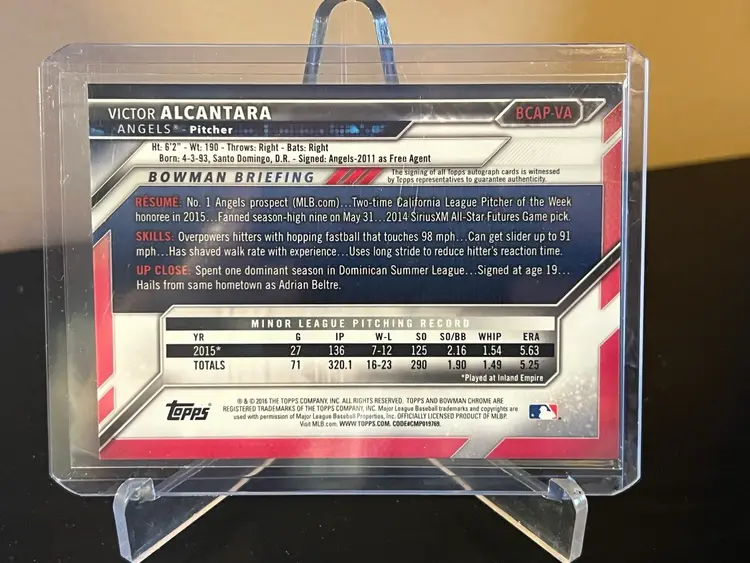 VICTOR ALCANTARA
BCAP-VA
ANGELS® - Pitcher
Ht: 6'2" - Wt: 190 - Throws: Right - Bats: Right
Born: 4-3-93, Santo Domingo, D.R. - Signed: Angels-2011 as Free Agent
BOWMAN BRIEFING
The signing of all Topps autograph cards is witnessed
by Topps representatives to guarantee authenticity.
RÉSUMÉ: No. 1 Angels prospect (MLB.com)...Two-time California League Pitcher of the Week
honoree in 2015...Fanned season-high nine on May 31...2014 SiriusXM All-Star Futures Game pick.
SKILLS: Overpowers hitters with hopping fastball that touches 98 mph...Can get slider up to 91
mph...Has shaved walk rate with experience...Uses long stride to reduce hitter's reaction time.
UP CLOSE: Spent one dominant season in Dominican Summer League...Signed at age 19...
Hails from same hometown as Adrian Beltre.
MINOR LEAGUE PITCHING RECORD
YR G IP W-L SO SO/BB WHIP ERA
2015* 27 136 7-12 125 2.16 1.54 5.63
TOTALS 71 320.1 16-23 290 1.90 1.49 5.25
*Played at Inland Empire
Topps
® & © 2016 THE TOPPS COMPANY, INC. ALL RIGHTS RESERVED. TOPPS AND BOWMAN CHROME ARE
REGISTERED TRADEMARKS OF THE TOPPS COMPANY, INC. Major League Baseball trademarks and copyrights are
used with permission of Major League Baseball Properties, Inc. OFFICIALLY LICENSED PRODUCT OF MLBP.
Visit MLB.com. WWW.TOPPS.COM. CODE#CMP019769.